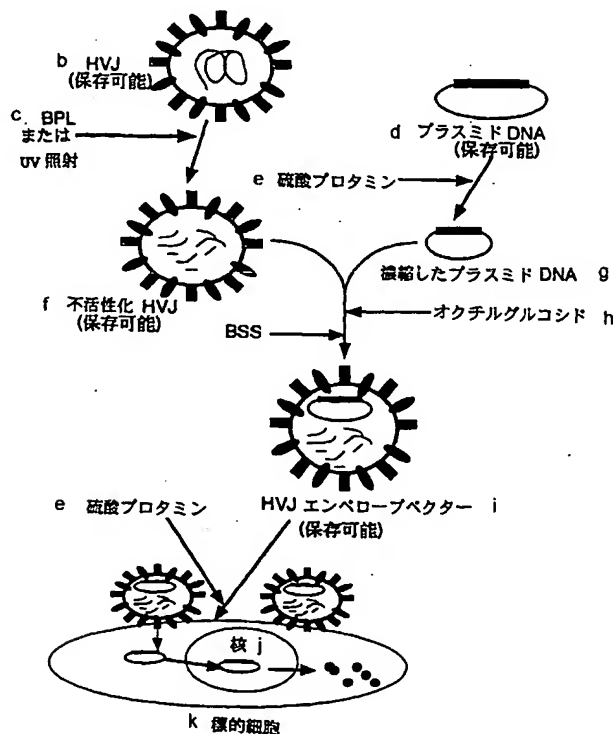 b HVJ
(保存可能)
c. BPL
または
UV 照射
d プラスミド DNA
(保存可能)
e 硫酸プロタミン
濃縮したプラスミド DNA g
f 不活性化 HVJ
(保存可能)
オクチルグルコシド h
BSS
e 硫酸プロタミン
HVJ エンベロープベクター i
(保存可能)
核 j
k 標的細胞